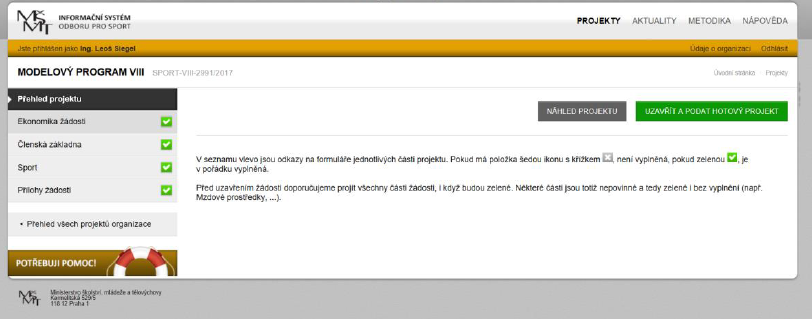 INFORMAČNÍ SYSTÉM
ODBORU PRO SPORT
PROJEKTY AKTUALITY METODIKA NÁPOVĚDA
Jste přihlášen jako Ing. Leoš Siegel
Údaje o organizaci Odhlásit
MODELOVÝ PROGRAM VIII SPORT-VIII-2991/2017
Úvodní stránka Projekty
Přehled projektu
Ekonomika žádosti
Členská základna
Sport
Přílohy žádosti
Přehled všech projektů organizace
POTŘEBUJI POMOC!
NÁHLED PROJEKTU
UZAVŘÍT A PODAT HOTOVÝ PROJEKT
V seznamu vlevo jsou odkazy na formuláře jednotlivých částí projektu. Pokud má položka šedou ikonu s křížkem , není vyplněná, pokud zelenou , je
v pořádku vyplněná.
Před uzavřením žádosti doporučujeme projít všechny části žádosti, i když budou zelené. Některé části jsou totiž nepovinné a tedy zelené i bez vyplnění (např.
Mzdové prostředky, ...).
Ministerstvo školství, mládeže a tělovýchovy
Karmelitská 529/5
118 12 Praha 1